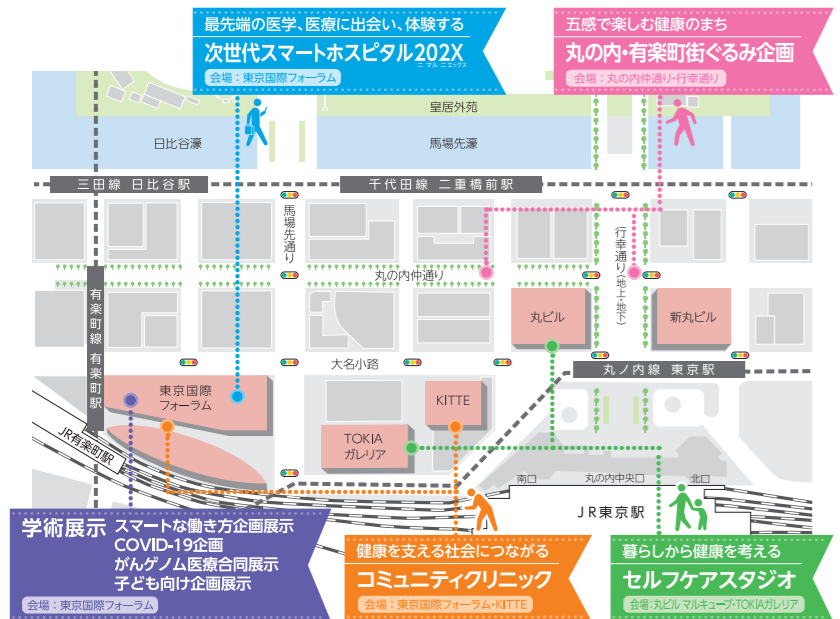 最先端の医学、医療に出会い、体験する
次世代スマートホスピタル202X
ニ マル ニ エックス
会場：東京国際フォーラム
五感で楽しむ健康のまち
丸の内・有楽町街ぐるみ企画
会場：丸の内仲通り・行幸通り
皇居外苑
日比谷濠
馬場先濠
三田線 日比谷駅
千代田線 二重橋前駅
馬場先通り
行幸通り(地上・地下)
丸の内仲通り
有楽町線 有楽町駅
丸ビル
新丸ビル
大名小路
丸ノ内線 東京駅
東京国際
フォーラム
KITTE
TOKIA
ガレリア
JR有楽町駅
南口
丸の内中央口
北口
JR東京駅
学術展示
スマートな働き方企画展示
COVID-19企画
がんゲノム医療合同展示
子ども向け企画展示
会場：東京国際フォーラム
健康を支える社会につながる
コミュニティクリニック
会場：東京国際フォーラム・KITTE
暮らしから健康を考える
セルフケアスタジオ
会場：丸ビル マルキューブ・TOKIAガレリア